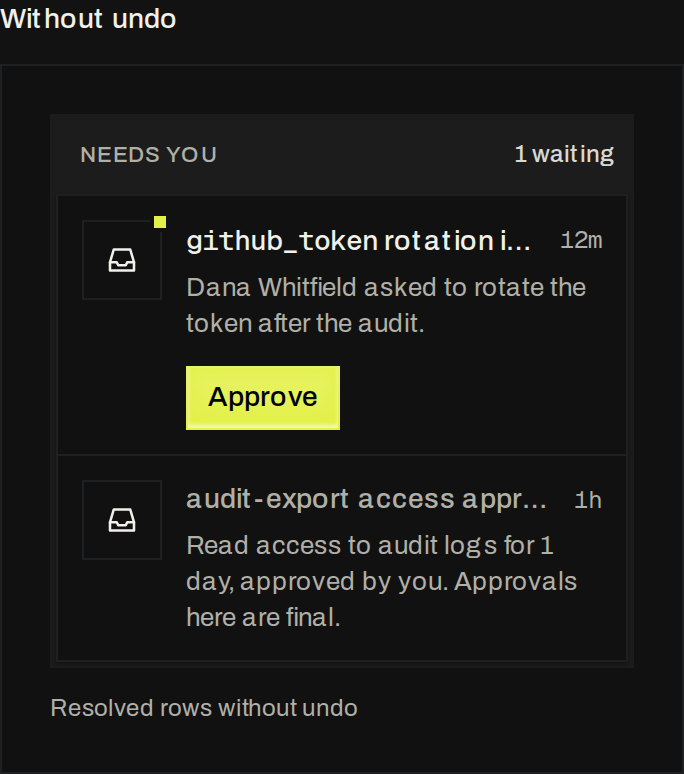 Without undo
NEEDS YOU
1 waiting
github_token rotation i...
12m
Dana Whitfield asked to rotate the
token after the audit.
Approve
audit-export access appr...
1h
Read access to audit logs for 1
day, approved by you. Approvals
here are final.
Resolved rows without undo